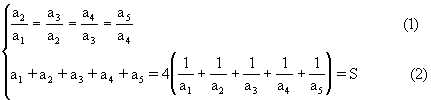 a₂/a₁ = a₃/a₂ = a₄/a₃ = a₅/a₄ (1)
a₁ + a₂ + a₃ + a₄ + a₅ = 4(1/a₁ + 1/a₂ + 1/a₃ + 1/a₄ + 1/a₅) = S (2)